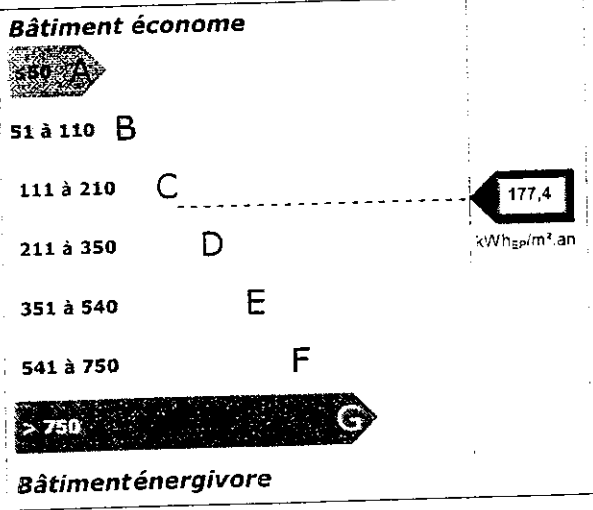 Bâtiment économe
≤50 A
51 à 110 B
111 à 210 C
177,4
kWhEP/m².an
211 à 350 D
351 à 540 E
541 à 750 F
> 750 G
Bâtimenténergivore